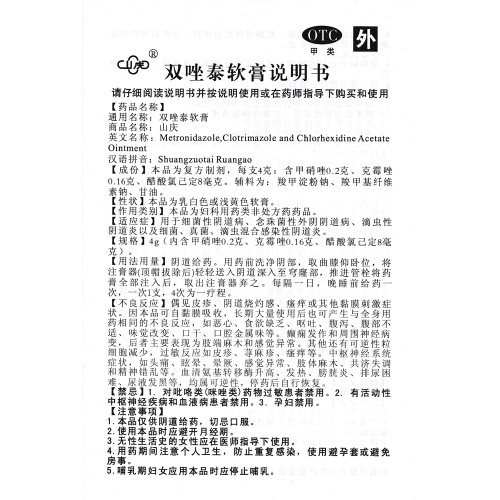 OTC
甲类
外
®
双唑泰软膏说明书
请仔细阅读说明书并按说明使用或在药师指导下购买和使用
【药品名称】
通用名称：双唑泰软膏
商品名称：山庆
英文名称：Metronidazole,Clotrimazole and Chlorhexidine Acetate
Ointment
汉语拼音：Shuangzuotai Ruangao
【成份】本品为复方制剂，每支4克：含甲硝唑0.2克、克霉唑
0.16克、醋酸氯己定8毫克。辅料为：羧甲淀粉钠、羧甲基纤维
素钠、甘油。
【性状】本品为乳白色或浅黄色软膏。
【作用类别】本品为妇科用药类非处方药药品。
【适应症】用于细菌性阴道病、念珠菌性外阴阴道病、滴虫性
阴道炎以及细菌、真菌、滴虫混合感染性阴道炎。
【规格】4g（内含甲硝唑0.2克、克霉唑0.16克、醋酸氯己定8毫
克）。
【用法用量】阴道给药。用药前洗净阴部，取曲膝仰卧位，将
注膏器(顶帽拔除后)轻轻送入阴道深入至穹窿部，推进管栓将药
膏全部注入后，取出注膏器弃之。每隔一日，晚睡前给药一
次，一次1支，4次为一疗程。
【不良反应】偶见皮疹、阴道烧灼感、瘙痒或其他黏膜刺激症
状。因本品可自黏膜吸收，长期大量使用后也可产生与全身用
药相同的不良反应，如恶心、食欲缺乏、呕吐、腹泻、腹部不
适、味觉改变、口干、口腔金属味等。癫痫发作和周围神经病
变，后者主要表现为肢端麻木和感觉异常。其他还有可逆性粒
细胞减少，过敏反应如皮疹、荨麻疹、瘙痒等。中枢神经系统
症状，如头痛、眩晕、晕厥、感觉异常、肢体麻木、共济失调
和精神错乱等。血清氨基转移酶升高、发热、膀胱炎、排尿困
难、尿液发黑等，均属可逆性，停药后自行恢复。
【禁忌】1. 对吡咯类(咪唑类)药物过敏患者禁用。2. 有活动性
中枢神经疾病和血液病患者禁用。3. 孕妇禁用。
【注意事项】
1.本品仅供阴道给药，切忌口服。
2.使用本品时应避开月经期。
3.无性生活史的女性应在医师指导下使用。
4.用药期间注意个人卫生，防止重复感染，使用避孕套或避免
房事。
5.哺乳期妇女应用本品时应停止哺乳。